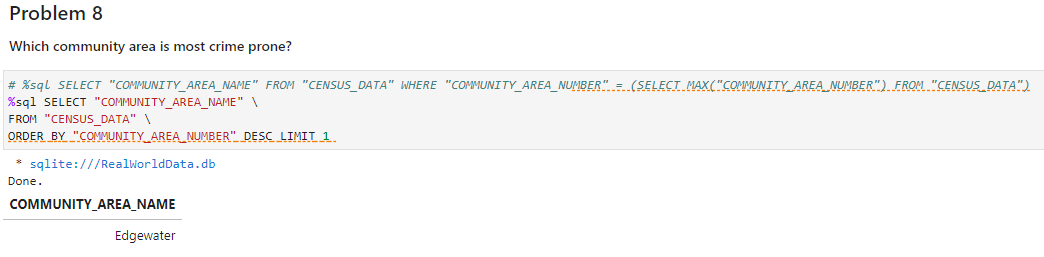 Problem 8
Which community area is most crime prone?
# %sql SELECT "COMMUNITY_AREA_NAME" FROM "CENSUS_DATA" WHERE "COMMUNITY_AREA_NUMBER" = (SELECT MAX("COMMUNITY_AREA_NUMBER") FROM "CENSUS_DATA")
%sql SELECT "COMMUNITY_AREA_NAME" \
FROM "CENSUS_DATA" \
ORDER BY "COMMUNITY_AREA_NUMBER" DESC LIMIT 1
* sqlite:///RealWorldData.db
Done.
COMMUNITY_AREA_NAME
Edgewater